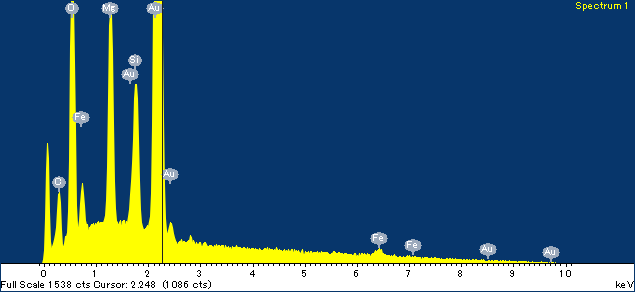 Spectrum 1
O Mg Au
Si
Au
Fe
Au
O
Fe Fe Au Au
0 1 2 3 4 5 6 7 8 9 10
Full Scale 1538 cts Cursor: 2.248 (1086 cts) keV